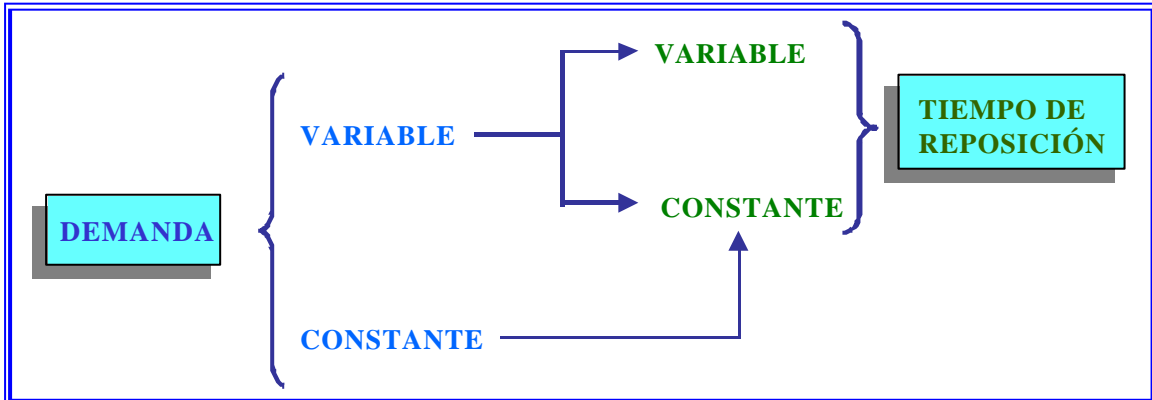 DEMANDA
VARIABLE
CONSTANTE
VARIABLE
CONSTANTE
TIEMPO DE
REPOSICIÓN